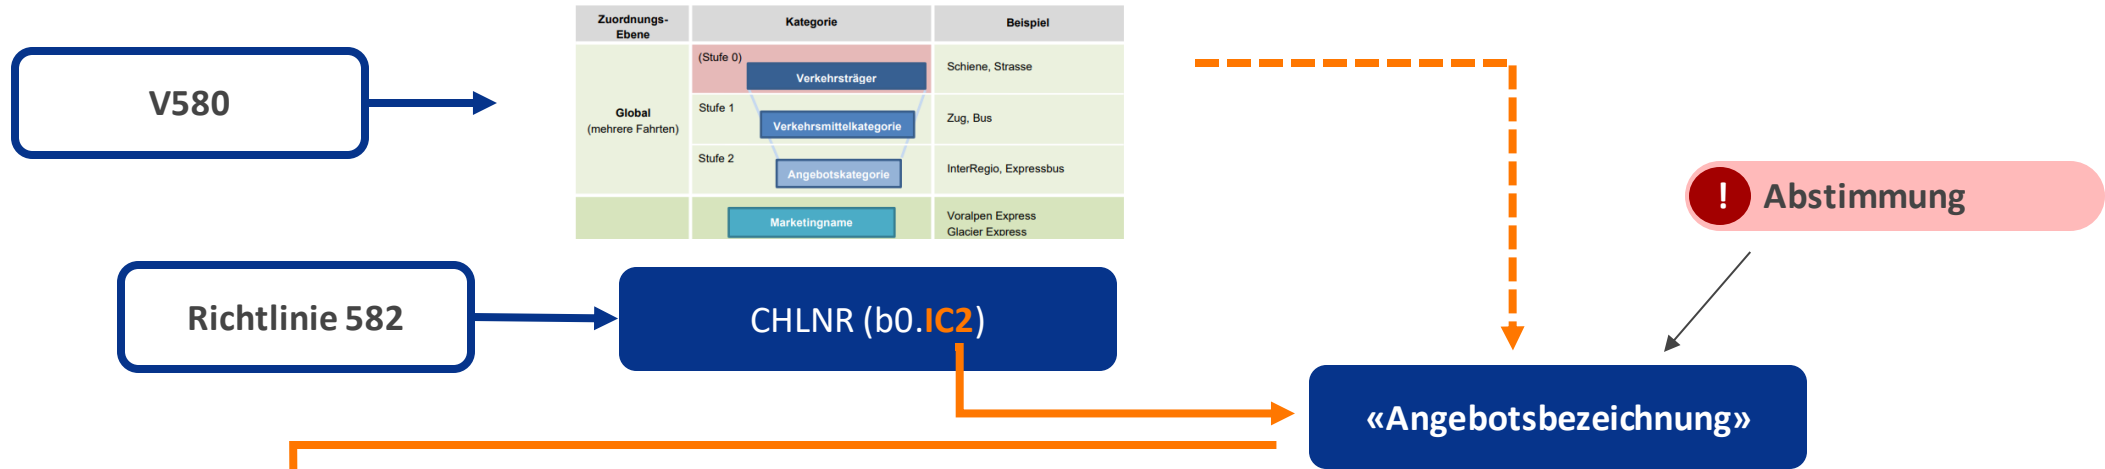 Zuordnungs-
Ebene
Kategorie
Beispiel
V580
Global
(mehrere Fahrten)
(Stufe 0)
Verkehrsträger
Schiene, Strasse
Stufe 1
Verkehrsmittelkategorie
Zug, Bus
Stufe 2
Angebotskategorie
InterRegio, Expressbus
Marketingname
Voralpen Express
Glacier Express
! Abstimmung
Richtlinie 582
CHLNR (b0.IC2)
«Angebotsbezeichnung»